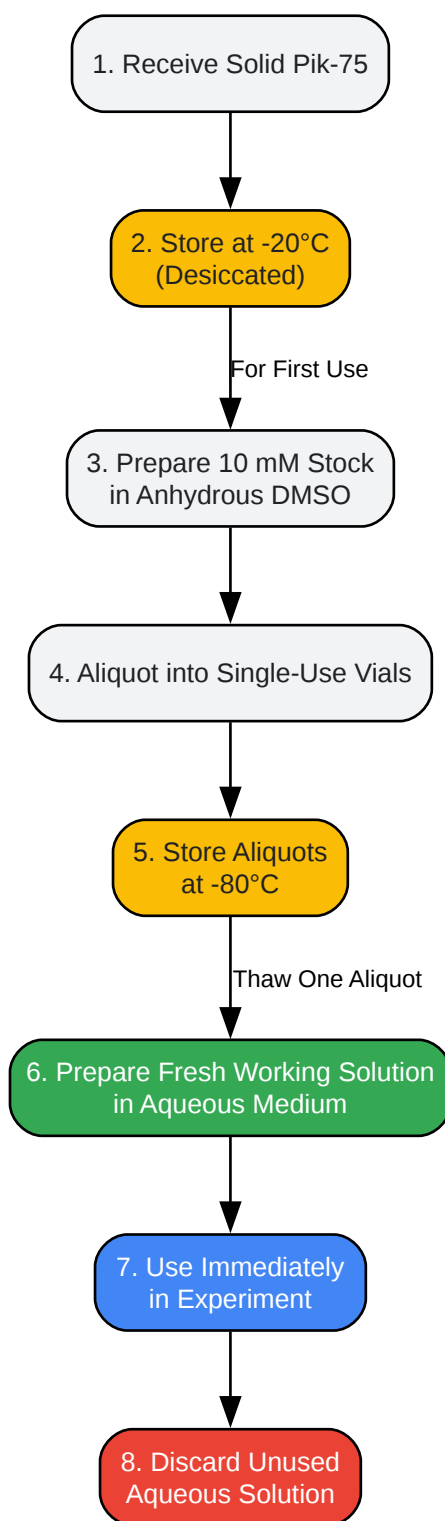 1. Receive Solid Pik-75
2. Store at -20°C
(Desiccated)
For First Use
3. Prepare 10 mM Stock
in Anhydrous DMSO
4. Aliquot into Single-Use Vials
5. Store Aliquots
at -80°C
Thaw One Aliquot
6. Prepare Fresh Working Solution
in Aqueous Medium
7. Use Immediately
in Experiment
8. Discard Unused
Aqueous Solution